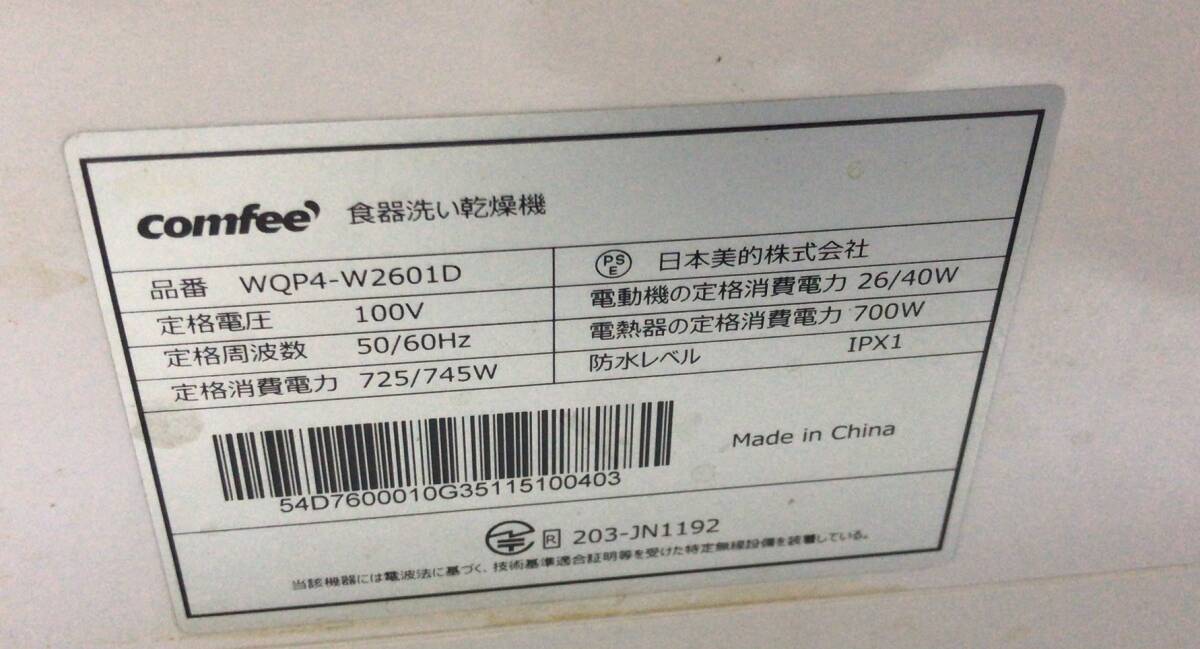 comfee' 食器洗い乾燥機
品番 WQP4-W2601D
定格電圧 100V
定格周波数 50/60Hz
定格消費電力 725/745W
PSE 日本美的株式会社
電動機の定格消費電力 26/40W
電熱器の定格消費電力 700W
防水レベル IPX1
54D7600010G35115100403
Made in China
R 203-JN1192
当該機器には電波法に基づく、技術基準適合証明等を受けた特定無線設備を装着している。